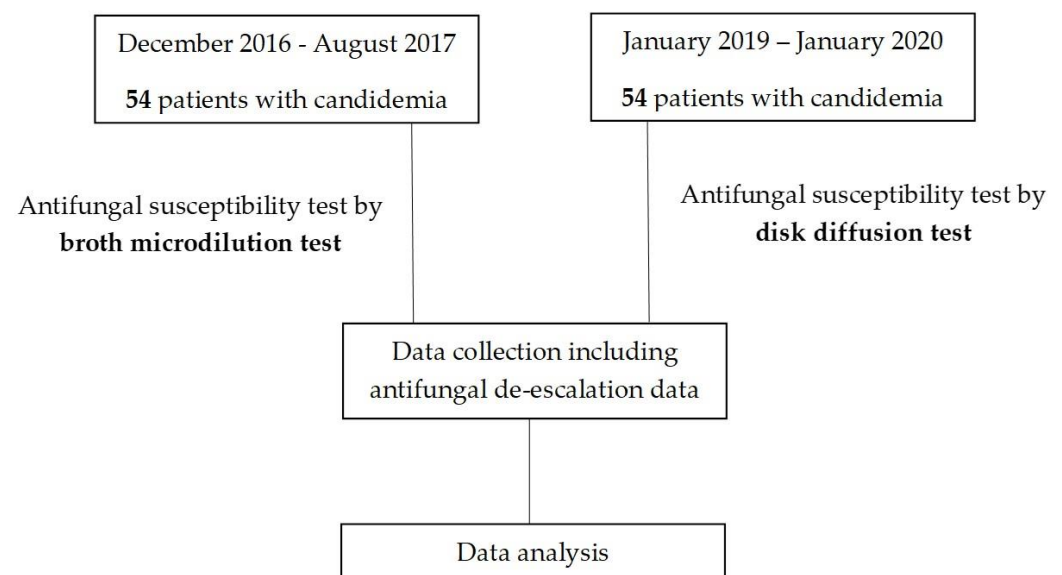 December 2016 - August 2017
54 patients with candidemia
January 2019 – January 2020
54 patients with candidemia
Antifungal susceptibility test by
broth microdilution test
Antifungal susceptibility test by
disk diffusion test
Data collection including
antifungal de-escalation data
Data analysis